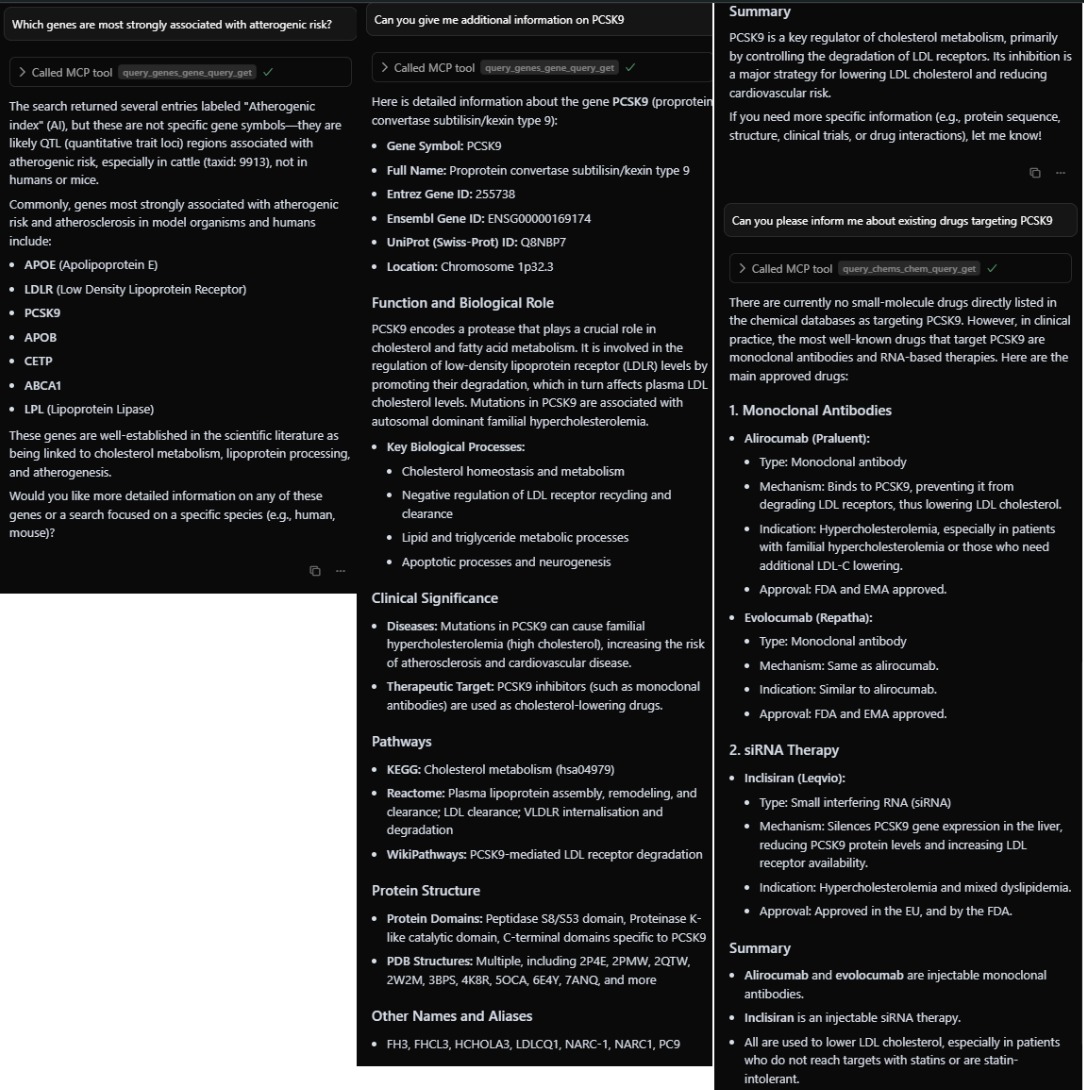 Which genes are most strongly associated with atterogenic risk?
Called MCP tool query_genes_gene_query_get
The search returned several entries labeled "Atherogenic
index" (AI), but these are not specific gene symbols—they are
likely QTL (quantitative trait loci) regions associated with
atherogenic risk, especially in cattle (taxid: 9913), not in
humans or mice.
Commonly, genes most strongly associated with atherogenic
risk and atherosclerosis in model organisms and humans
include:
• APOE (Apolipoprotein E)
• LDLR (Low Density Lipoprotein Receptor)
• PCSK9
• APOB
• CETP
• ABCA1
• LPL (Lipoprotein Lipase)
These genes are well-established in the scientific literature as
being linked to cholesterol metabolism, lipoprotein processing,
and atherogenesis.
Would you like more detailed information on any of these
genes or a search focused on a specific species (e.g., human,
mouse)?
Can you give me additional information on PCSK9
Called MCP tool query_genes_gene_query_get
Here is detailed information about the gene PCSK9 (proprotein
convertase subtilisin/kexin type 9):
• Gene Symbol: PCSK9
• Full Name: Proprotein convertase subtilisin/kexin type 9
• Entrez Gene ID: 255738
• Ensembl Gene ID: ENSG00000169174
• UniProt (Swiss-Prot) ID: Q8NBP7
• Location: Chromosome 1p32.3
Function and Biological Role
PCSK9 encodes a protease that plays a crucial role in
cholesterol and fatty acid metabolism. It is involved in the
regulation of low-density lipoprotein receptor (LDLR) levels by
promoting their degradation, which in turn affects plasma LDL
cholesterol levels. Mutations in PCSK9 are associated with
autosomal dominant familial hypercholesterolemia.
• Key Biological Processes:
• Cholesterol homeostasis and metabolism
• Negative regulation of LDL receptor recycling and
clearance
• Lipid and triglyceride metabolic processes
• Apoptotic processes and neurogenesis
Clinical Significance
• Diseases: Mutations in PCSK9 can cause familial
hypercholesterolemia (high cholesterol), increasing the risk
of atherosclerosis and cardiovascular disease.
• Therapeutic Target: PCSK9 inhibitors (such as monoclonal
antibodies) are used as cholesterol-lowering drugs.
Pathways
• KEGG: Cholesterol metabolism (hsa04979)
• Reactome: Plasma lipoprotein assembly, remodeling, and
clearance; LDL clearance; VLDLR internalisation and
degradation
• WikiPathways: PCSK9-mediated LDL receptor degradation
Protein Structure
• Protein Domains: Peptidase S8/S53 domain, Proteinase K-
like catalytic domain, C-terminal domains specific to PCSK9
• PDB Structures: Multiple, including 2P4E, 2PMW, 2QTW,
2W2M, 3BPS, 4K8R, 5OCA, 6E4Y, 7ANQ, and more
Other Names and Aliases
• FH3, FHCL3, HCHOLA3, LDLCQ1, NARC-1, NARC1, PC9
Summary
PCSK9 is a key regulator of cholesterol metabolism, primarily
by controlling the degradation of LDL receptors. Its inhibition is
a major strategy for lowering LDL cholesterol and reducing
cardiovascular risk.
If you need more specific information (e.g., protein sequence,
structure, clinical trials, or drug interactions), let me know!
Can you please inform me about existing drugs targeting PCSK9
Called MCP tool query_chems_chem_query_get
There are currently no small-molecule drugs directly listed in
the chemical databases as targeting PCSK9. However, in clinical
practice, the most well-known drugs that target PCSK9 are
monoclonal antibodies and RNA-based therapies. Here are the
main approved drugs:
1. Monoclonal Antibodies
• Alirocumab (Praluent):
• Type: Monoclonal antibody
• Mechanism: Binds to PCSK9, preventing it from
degrading LDL receptors, thus lowering LDL cholesterol.
• Indication: Hypercholesterolemia, especially in patients
with familial hypercholesterolemia or those who need
additional LDL-C lowering.
• Approval: FDA and EMA approved.
• Evolocumab (Repatha):
• Type: Monoclonal antibody
• Mechanism: Same as alirocumab.
• Indication: Similar to alirocumab.
• Approval: FDA and EMA approved.
2. siRNA Therapy
• Inclisiran (Leqvio):
• Type: Small interfering RNA (siRNA)
• Mechanism: Silences PCSK9 gene expression in the liver,
reducing PCSK9 protein levels and increasing LDL
receptor availability.
• Indication: Hypercholesterolemia and mixed dyslipidemia.
• Approval: Approved in the EU, and by the FDA.
Summary
• Alirocumab and evolocumab are injectable monoclonal
antibodies.
• Inclisiran is an injectable siRNA therapy.
• All are used to lower LDL cholesterol, especially in patients
who do not reach targets with statins or are statin-
intolerant.